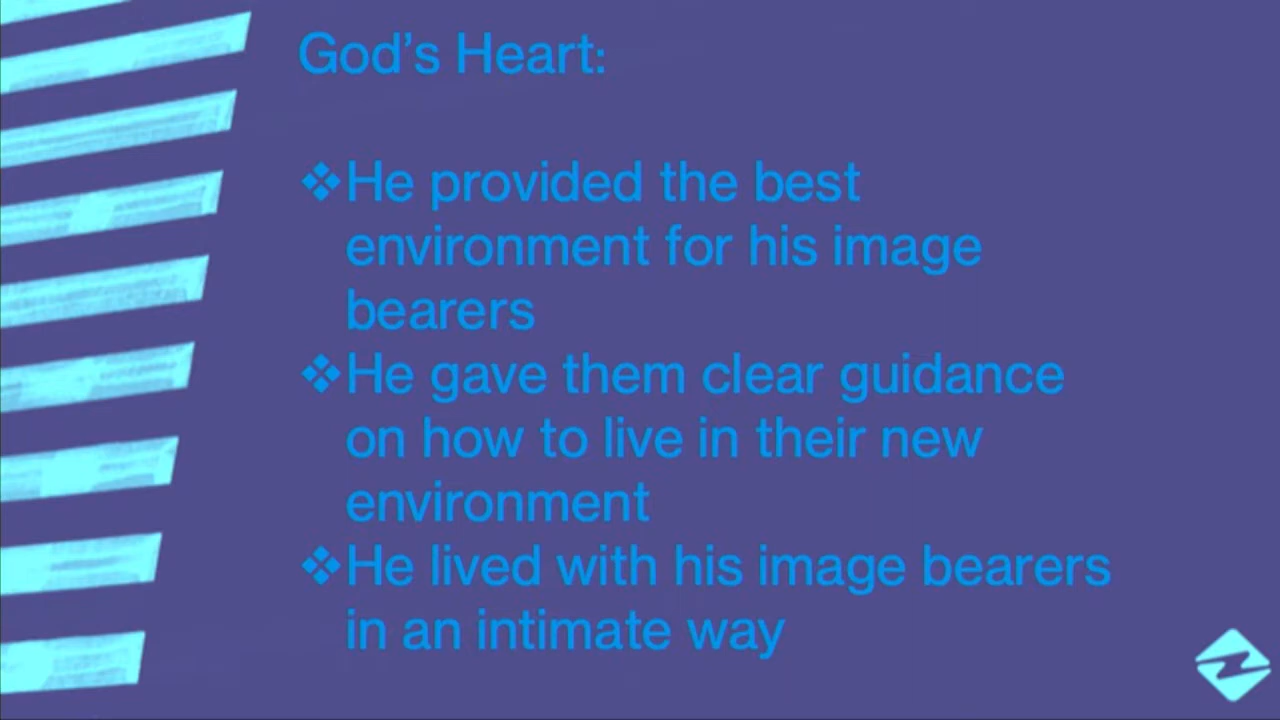 God's Heart:
❖He provided the best
environment for his image
bearers
❖He gave them clear guidance
on how to live in their new
environment
❖He lived with his image bearers
in an intimate way